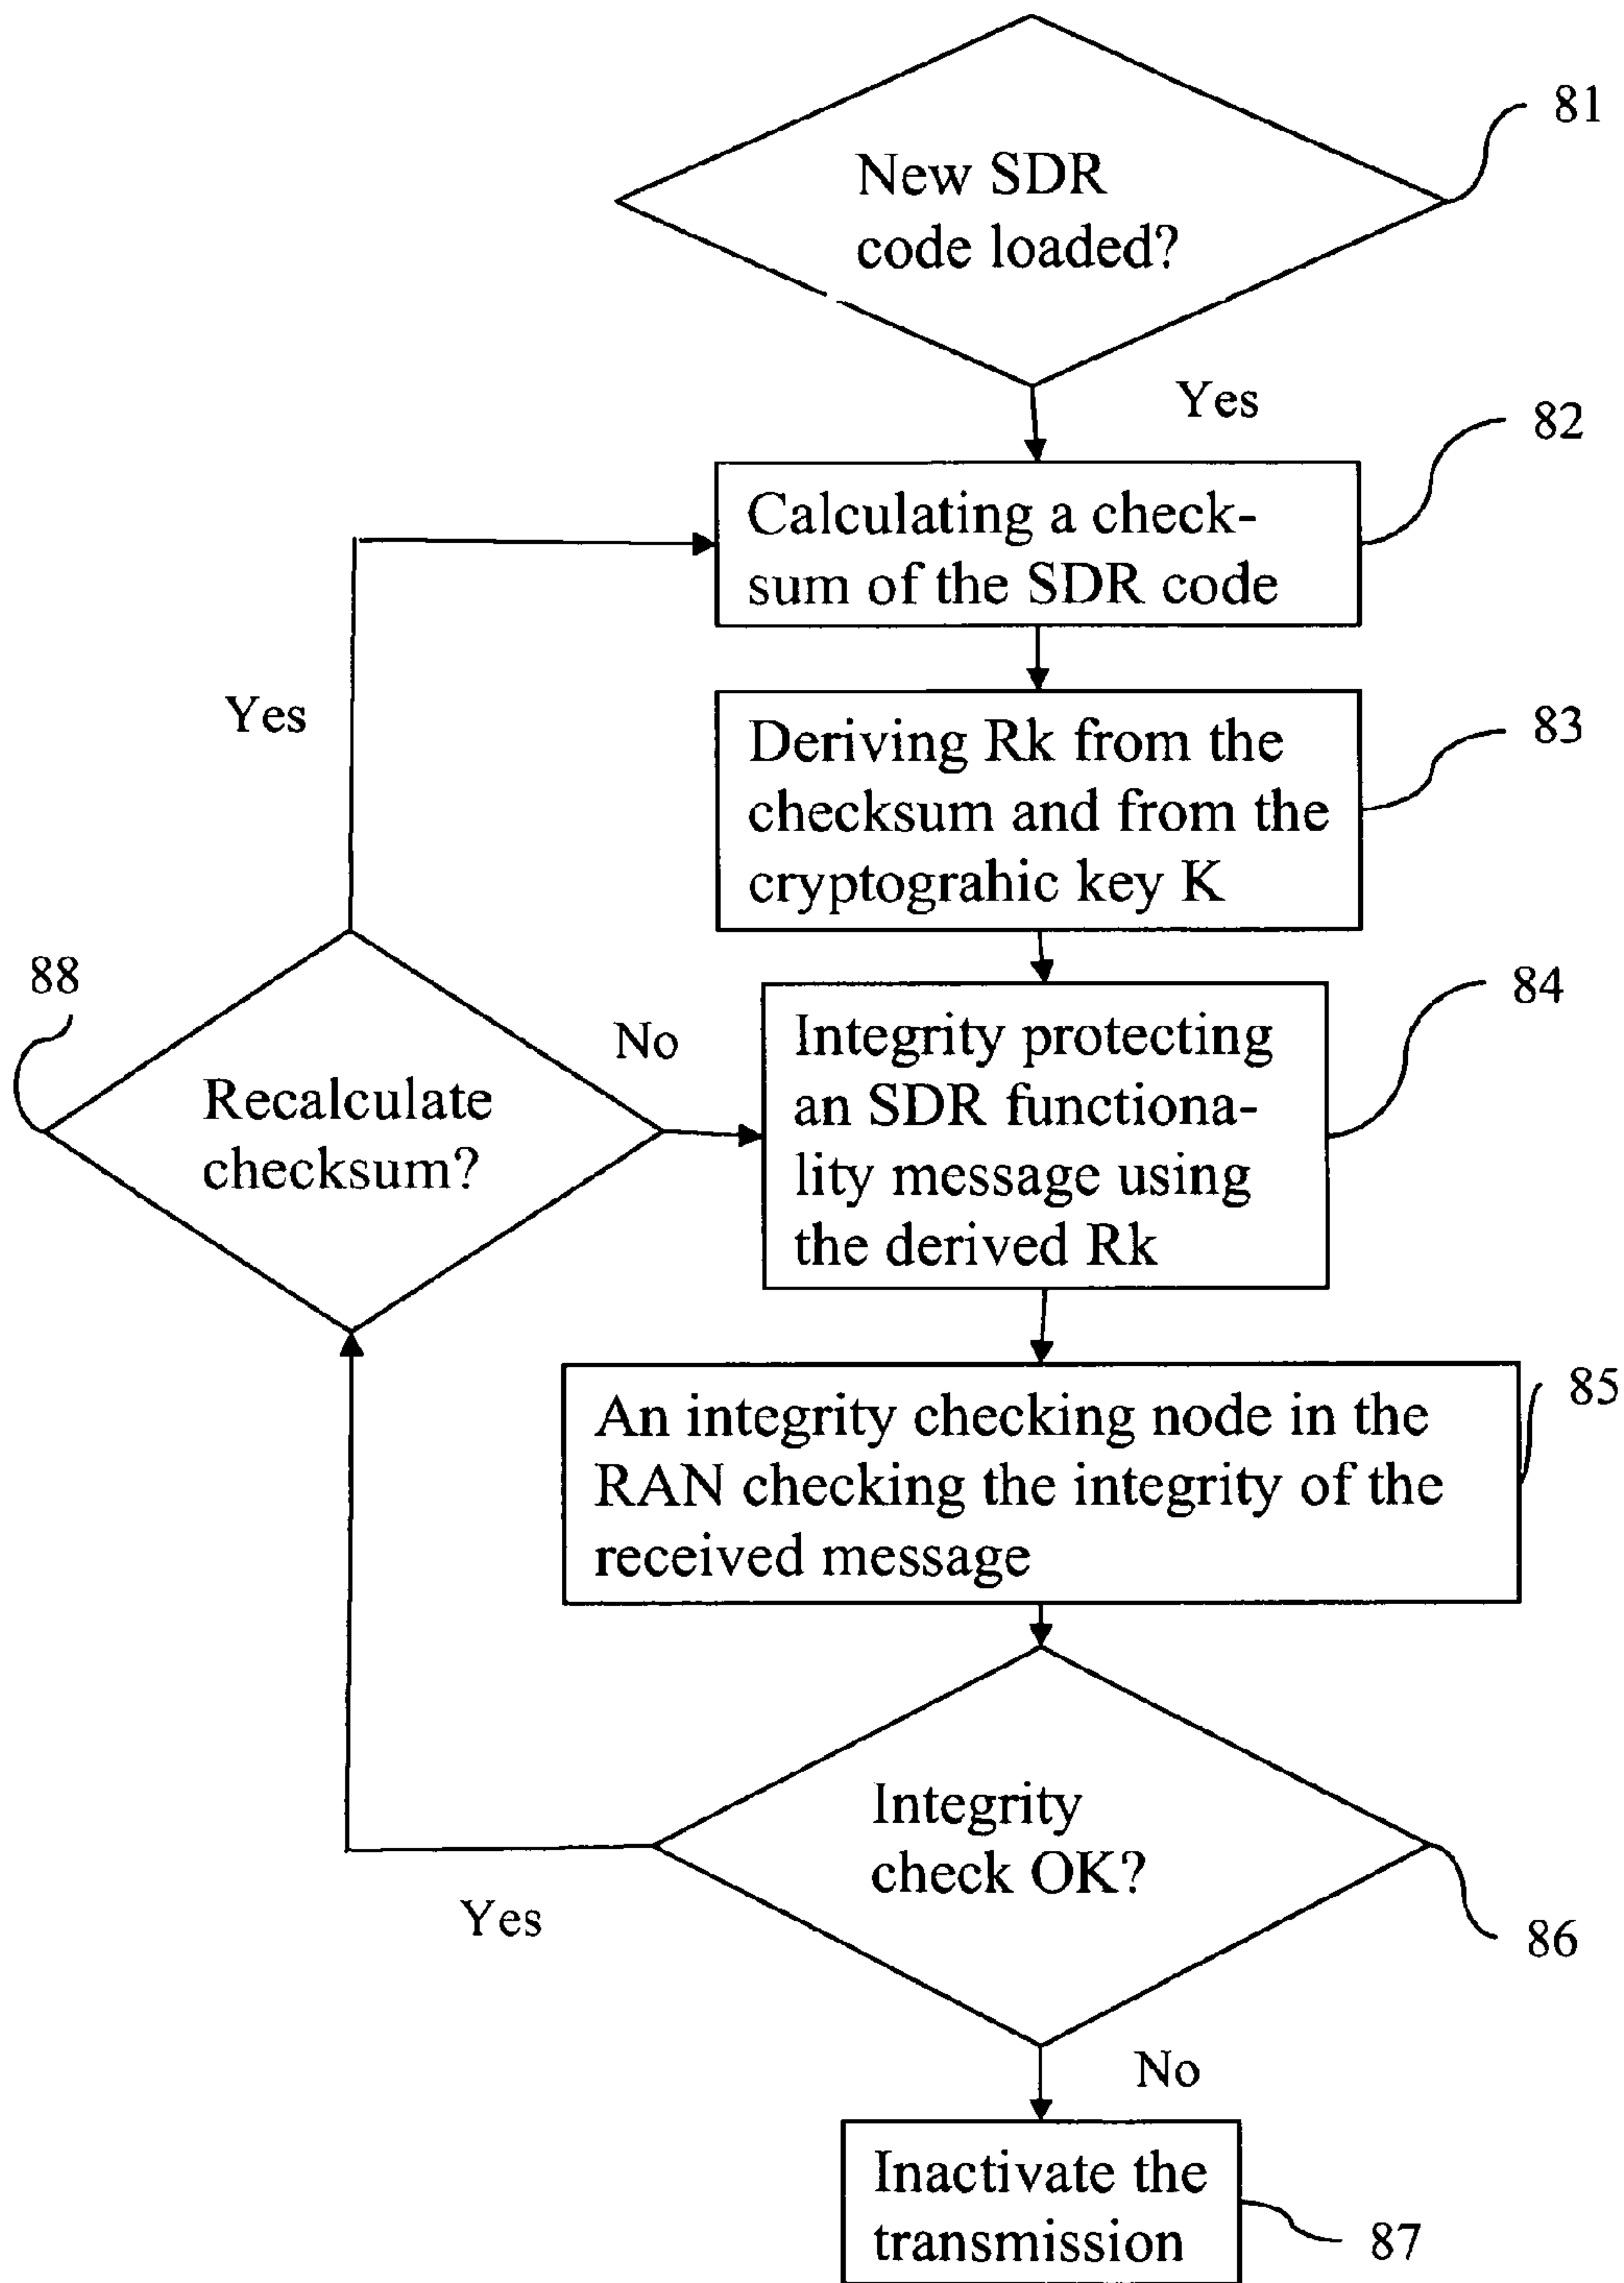 New SDR
code loaded?
81
Yes
82
Calculating a check-
sum of the SDR code
Yes
83
Deriving Rk from the
checksum and from the
cryptograhic key K
88
Recalculate
checksum?
No
84
Integrity protecting
an SDR functiona-
lity message using
the derived Rk
85
An integrity checking node in the
RAN checking the integrity of the
received message
Integrity
check OK?
Yes
86
No
Inactivate the
transmission
87